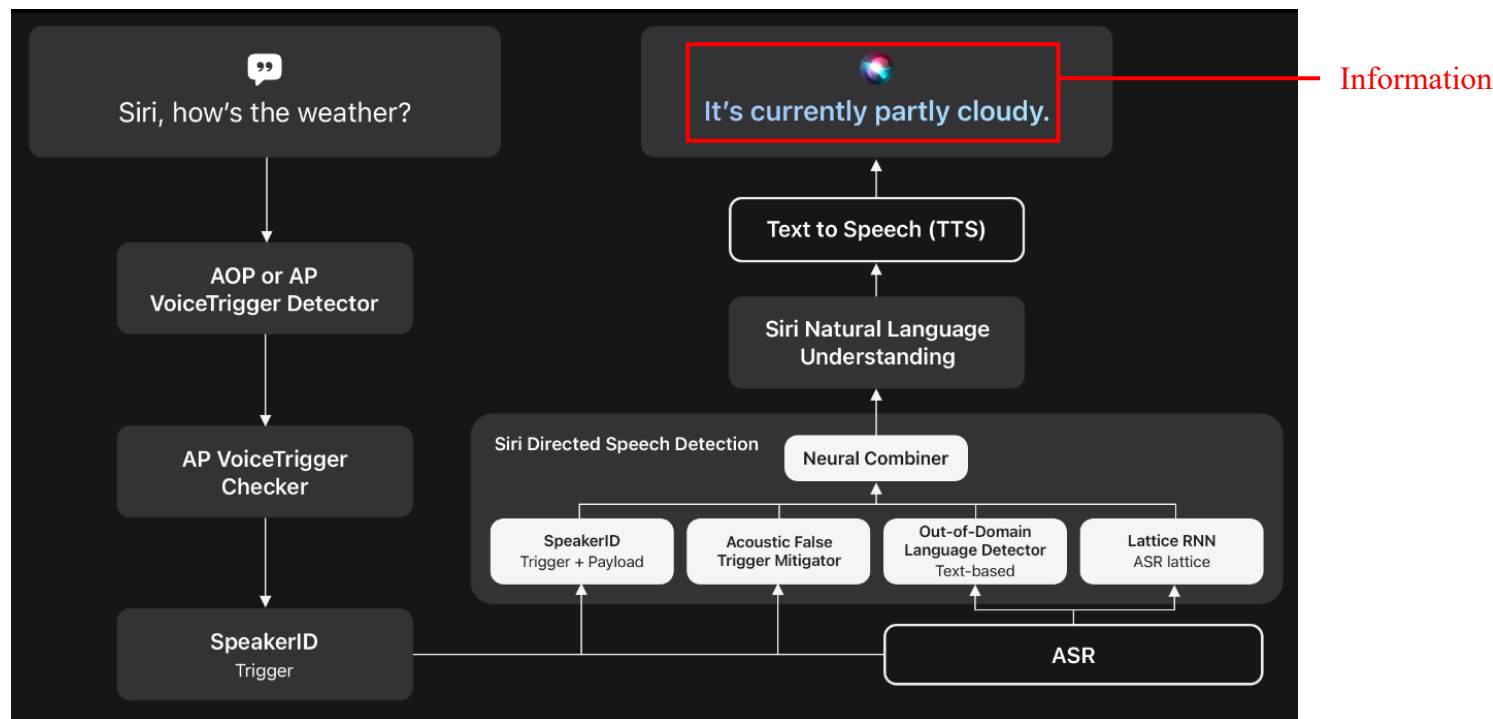 Siri, how's the weather?
AOP or AP
VoiceTrigger Detector
AP VoiceTrigger
Checker
SpeakerID
Trigger
It's currently partly cloudy.
Information
Text to Speech (TTS)
Siri Natural Language
Understanding
Siri Directed Speech Detection
Neural Combiner
SpeakerID
Trigger + Payload
Acoustic False
Trigger Mitigator
Out-of-Domain
Language Detector
Text-based
Lattice RNN
ASR lattice
ASR